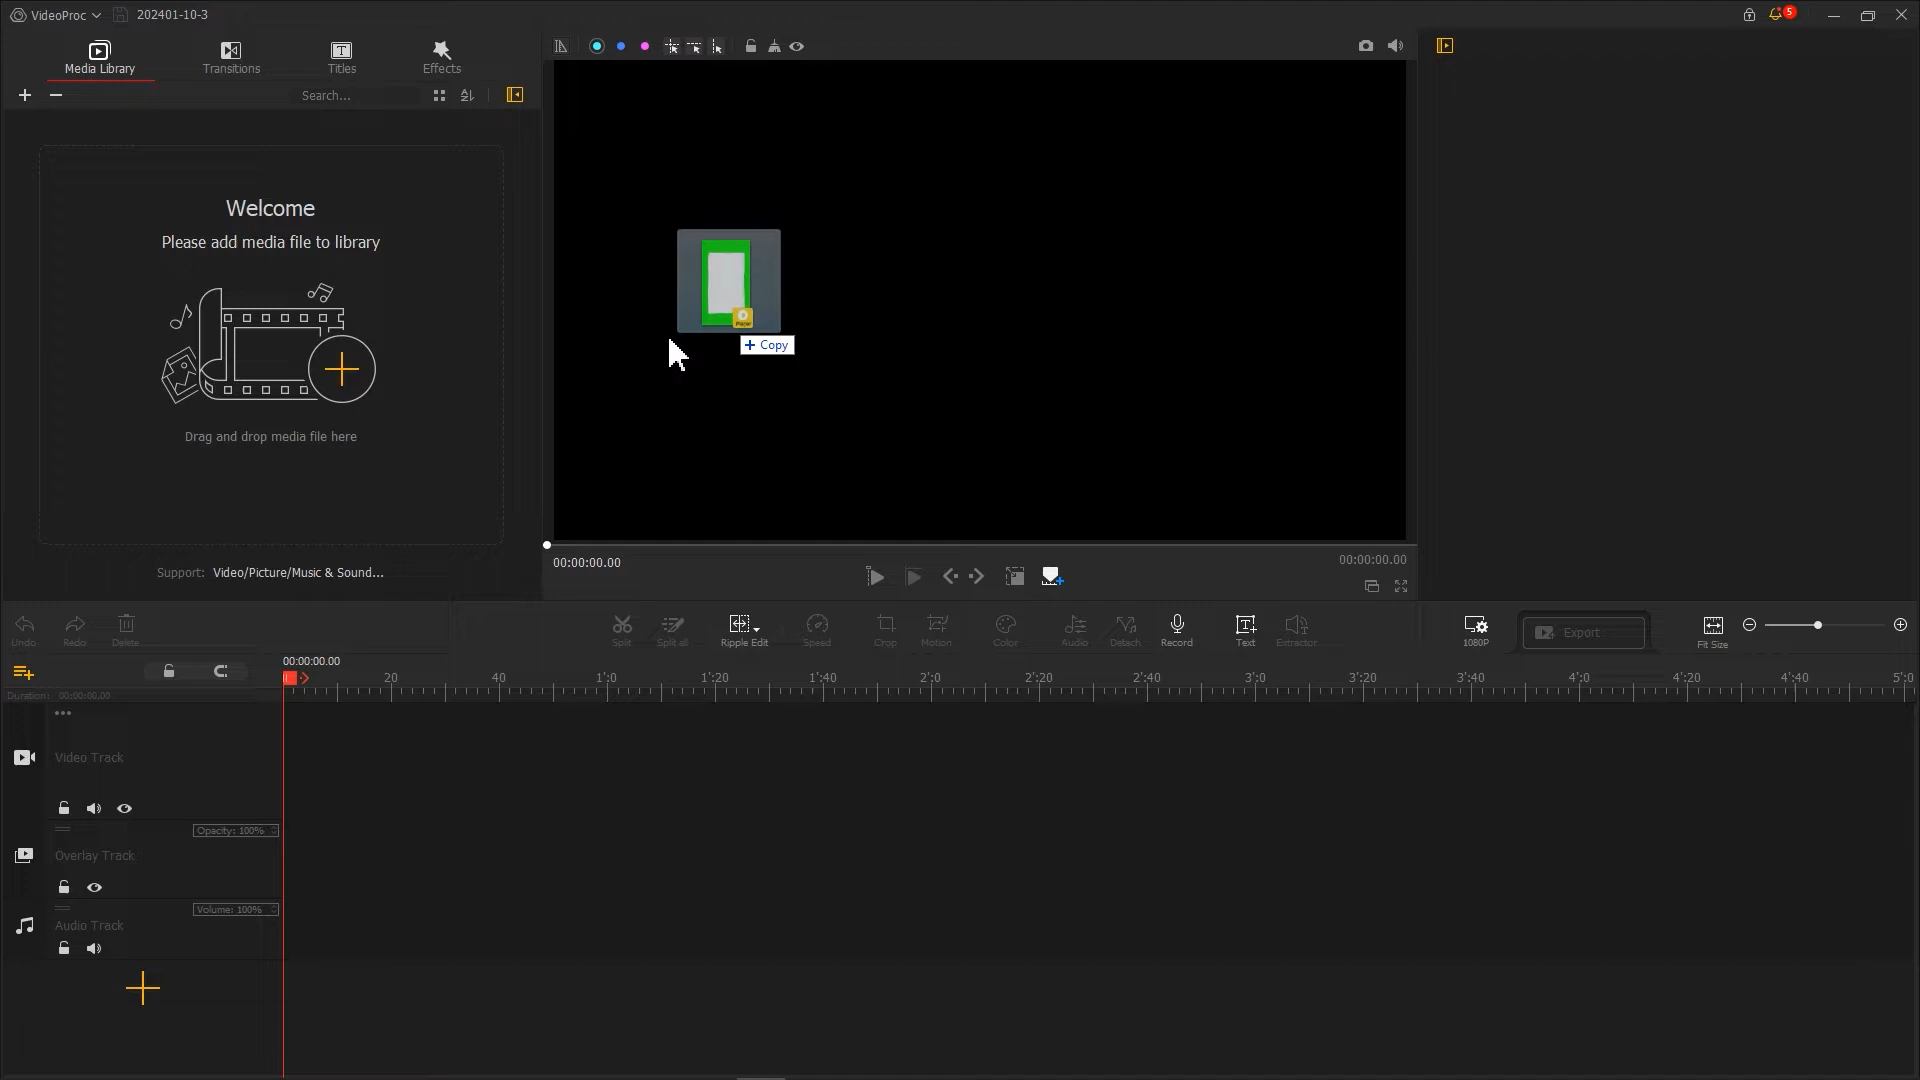 VideoProc
202401-10-3
5
Media Library
Transitions
Titles
Effects
Search...
Welcome
Please add media file to library
Drag and drop media file here
Support: Video/Picture/Music & Sound...
Copy
00:00:00.00
00:00:00.00
Undo
Redo
Delete
Split
Split all
Ripple Edit
Speed
Crop
Motion
Color
Audio
Detach
Record
Text
Extractor
1080P
Export
Fit Size
00:00:00.00
20
40
1':0
1':20
1':40
2':0
2':20
2':40
3':0
3':20
3':40
4':0
4':20
4':40
5':0
Duration: 00:00:00.00
Video Track
Opacity: 100%
Overlay Track
Volume: 100%
Audio Track